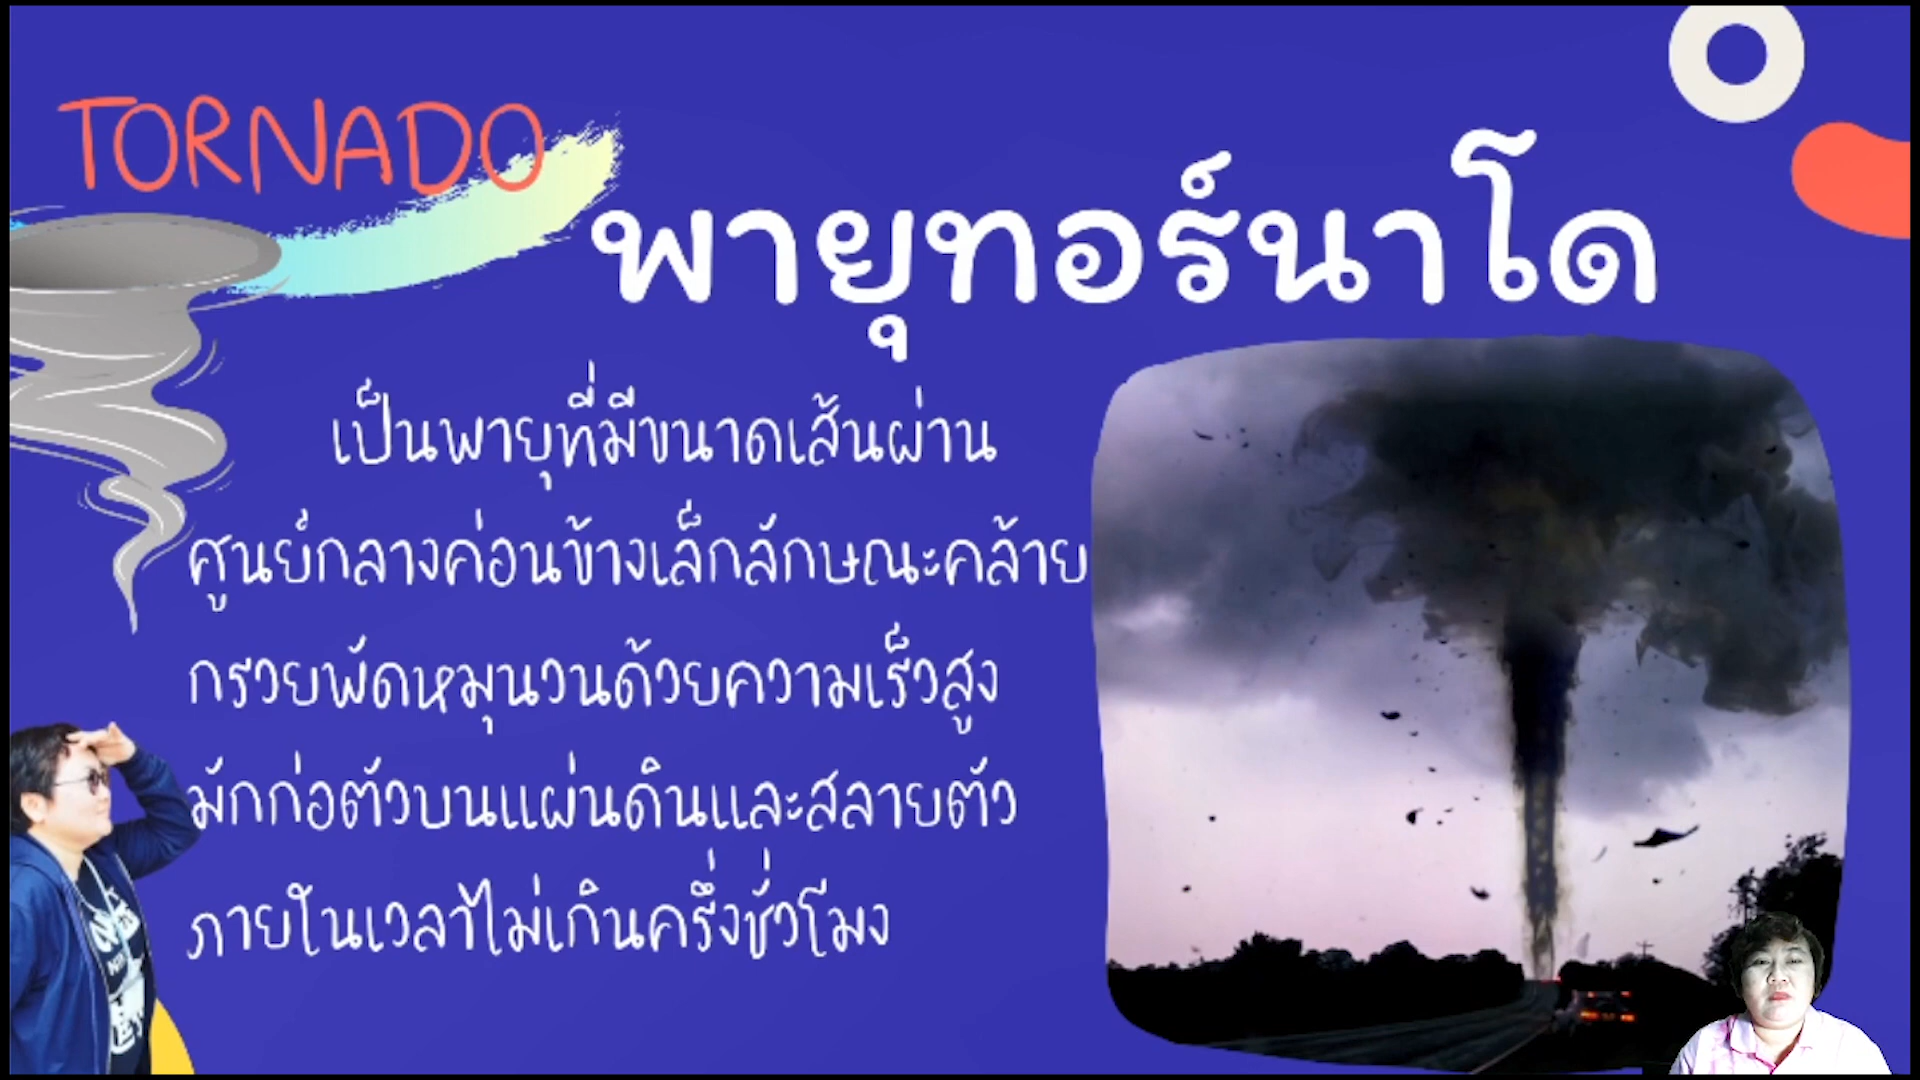 TORNADO
พายุทอร์นาโด
เป็นพายุที่มีขนาดเส้นผ่าน
ศูนย์กลางค่อนข้างเล็กลักษณะคล้าย
กรวยพัดหมุนวนด้วยความเร็วสูง
มักก่อตัวบนแผ่นดินและสลายตัว
ภายในเวลาไม่เกินครึ่งชั่วโมง